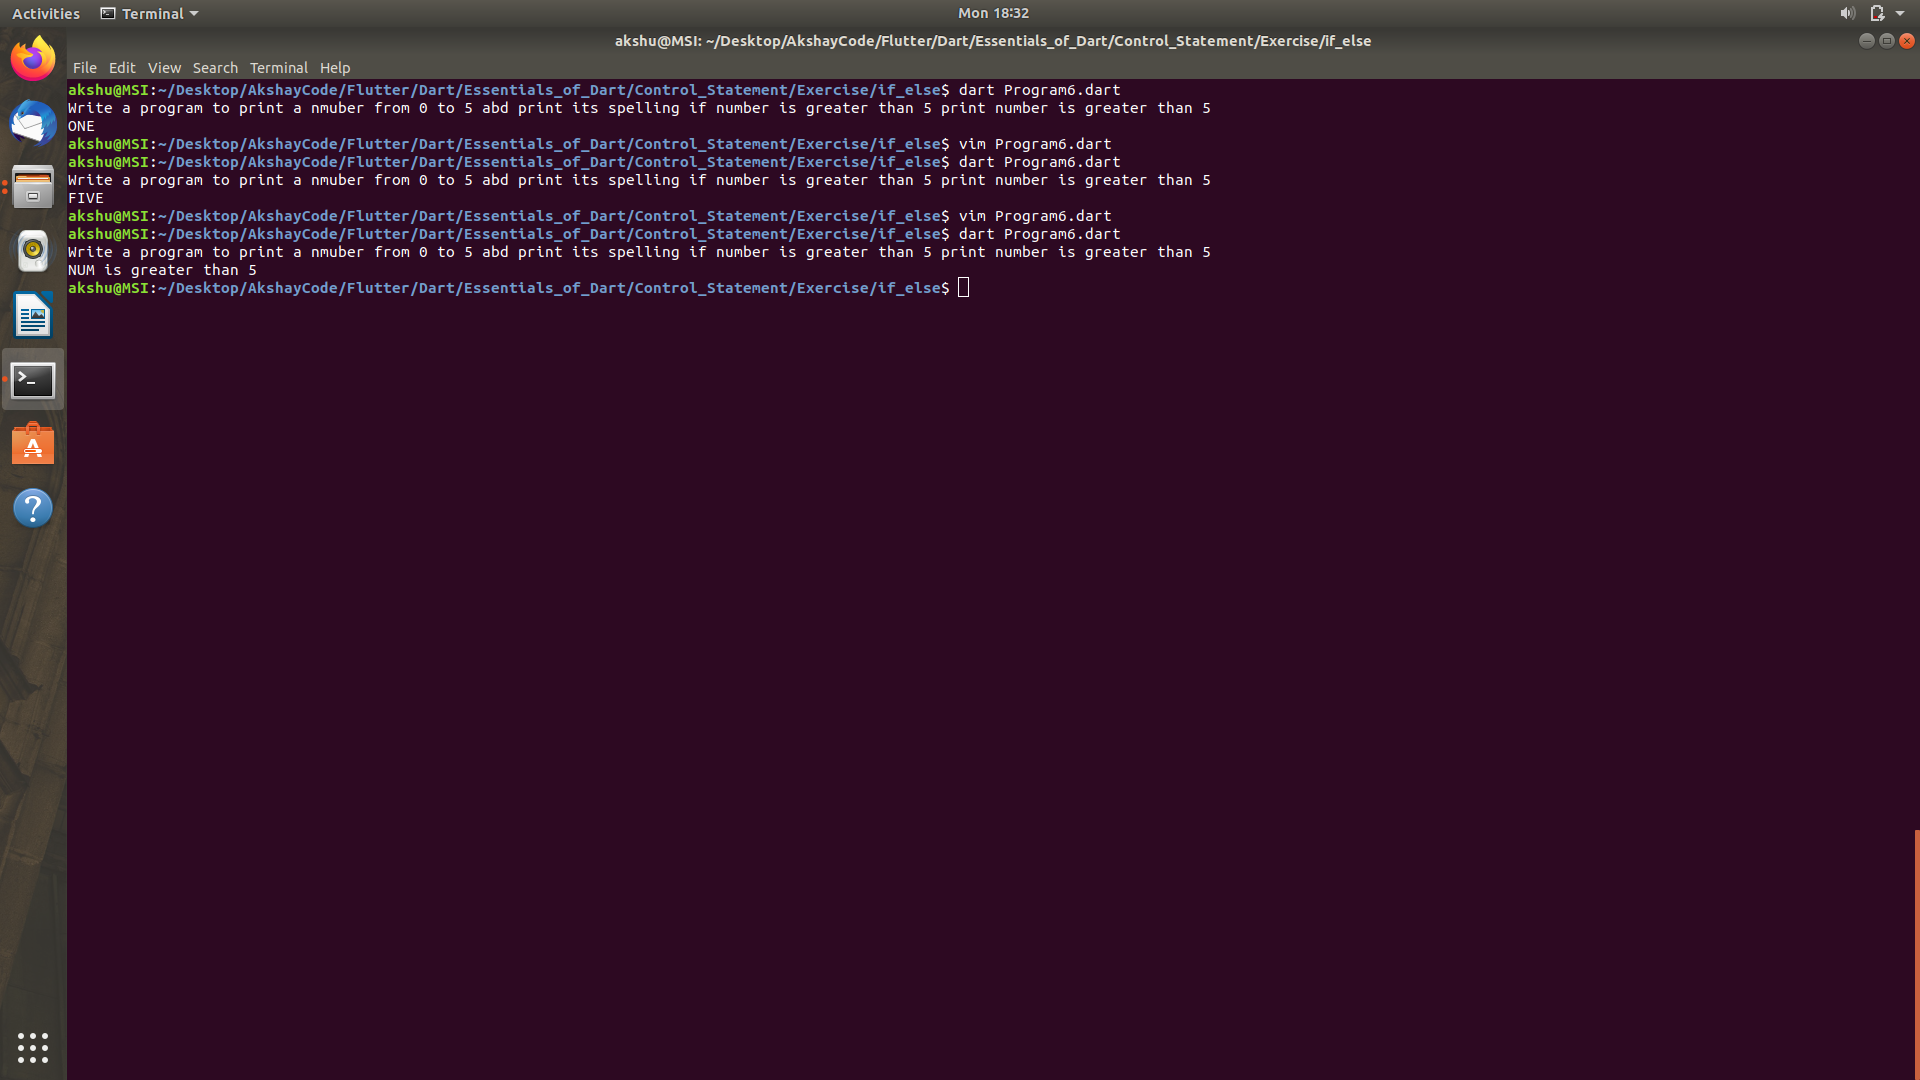 Activities Terminal Mon 18:32
akshu@MSI: ~/Desktop/AkshayCode/Flutter/Dart/Essentials_of_Dart/Control_Statement/Exercise/if_else
File Edit View Search Terminal Help
akshu@MSI:~/Desktop/AkshayCode/Flutter/Dart/Essentials_of_Dart/Control_Statement/Exercise/if_else$ dart Program6.dart
Write a program to print a nmuber from 0 to 5 abd print its spelling if number is greater than 5 print number is greater than 5
ONE
akshu@MSI:~/Desktop/AkshayCode/Flutter/Dart/Essentials_of_Dart/Control_Statement/Exercise/if_else$ vim Program6.dart
akshu@MSI:~/Desktop/AkshayCode/Flutter/Dart/Essentials_of_Dart/Control_Statement/Exercise/if_else$ dart Program6.dart
Write a program to print a nmuber from 0 to 5 abd print its spelling if number is greater than 5 print number is greater than 5
FIVE
akshu@MSI:~/Desktop/AkshayCode/Flutter/Dart/Essentials_of_Dart/Control_Statement/Exercise/if_else$ vim Program6.dart
akshu@MSI:~/Desktop/AkshayCode/Flutter/Dart/Essentials_of_Dart/Control_Statement/Exercise/if_else$ dart Program6.dart
Write a program to print a nmuber from 0 to 5 abd print its spelling if number is greater than 5 print number is greater than 5
NUM is greater than 5
akshu@MSI:~/Desktop/AkshayCode/Flutter/Dart/Essentials_of_Dart/Control_Statement/Exercise/if_else$